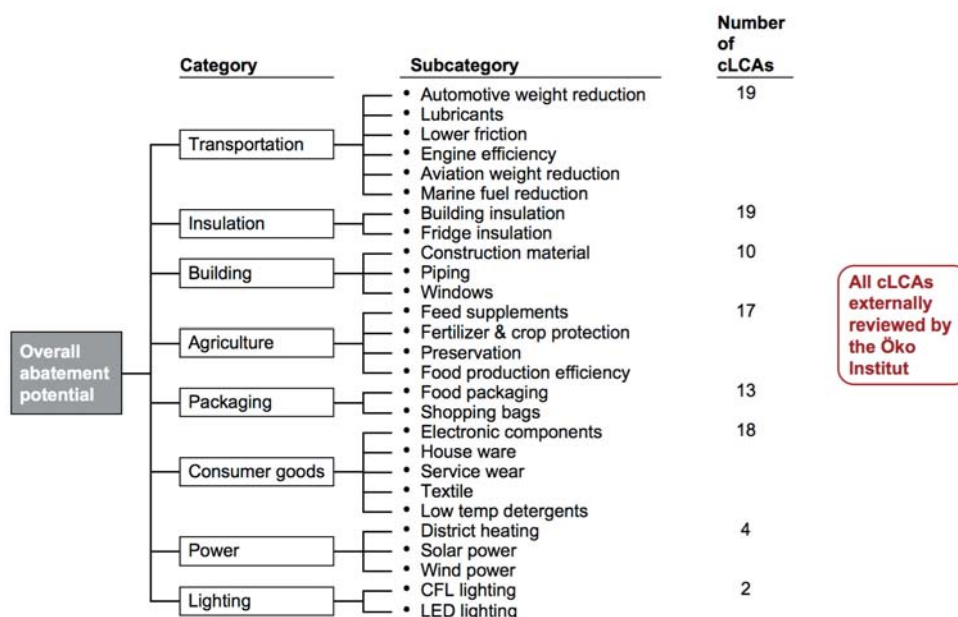 Category
Subcategory
Number
of
cLCAs
Overall
abatement
potential
Transportation
• Automotive weight reduction
19
• Lubricants
• Lower friction
• Engine efficiency
• Aviation weight reduction
• Marine fuel reduction
Insulation
• Building insulation
19
• Fridge insulation
Building
• Construction material
10
• Piping
• Windows
Agriculture
• Feed supplements
17
• Fertilizer & crop protection
• Preservation
• Food production efficiency
Packaging
• Food packaging
13
• Shopping bags
Consumer goods
• Electronic components
18
• House ware
• Service wear
• Textile
• Low temp detergents
Power
• District heating
4
• Solar power
• Wind power
Lighting
• CFL lighting
2
• LED lighting
All cLCAs
externally
reviewed by
the Öko
Institut